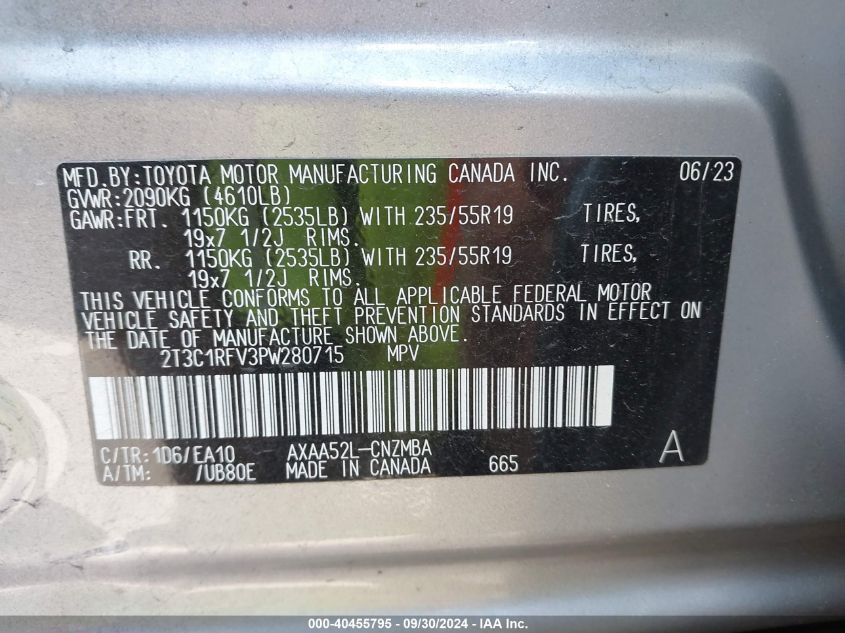 MFD.BY:TOYOTA MOTOR MANUFACTURING CANADA INC. 06/23
GVWR:2090KG (4610LB)
GAWR:FRT. 1150KG (2535LB) WITH 235/55R19 TIRES,
19x7 1/2J RIMS.
RR. 1150KG (2535LB) WITH 235/55R19 TIRES,
19x7 1/2J RIMS.
THIS VEHICLE CONFORMS TO ALL APPLICABLE FEDERAL MOTOR
VEHICLE SAFETY AND THEFT PREVENTION STANDARDS IN EFFECT ON
THE DATE OF MANUFACTURE SHOWN ABOVE.
2T3C1RFV3PW280715 MPV
C/TR:1D6/EA10 AXAA52L-CNZMBA
A/TM: /UB80E MADE IN CANADA 665 A
000-40455795 - 09/30/2024 - IAA Inc.